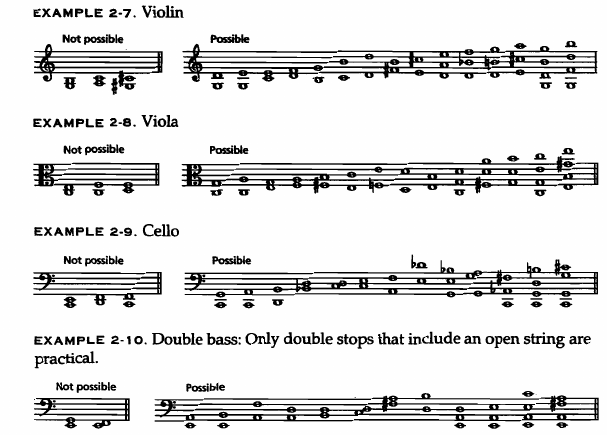 EXAMPLE 2-7. Violin
Not possible Possible
EXAMPLE 2-8. Viola
Not possible Possible
EXAMPLE 2-9. Cello
Not possible Possible
EXAMPLE 2-10. Double bass: Only double stops that include an open string are
practical.
Not possible Possible